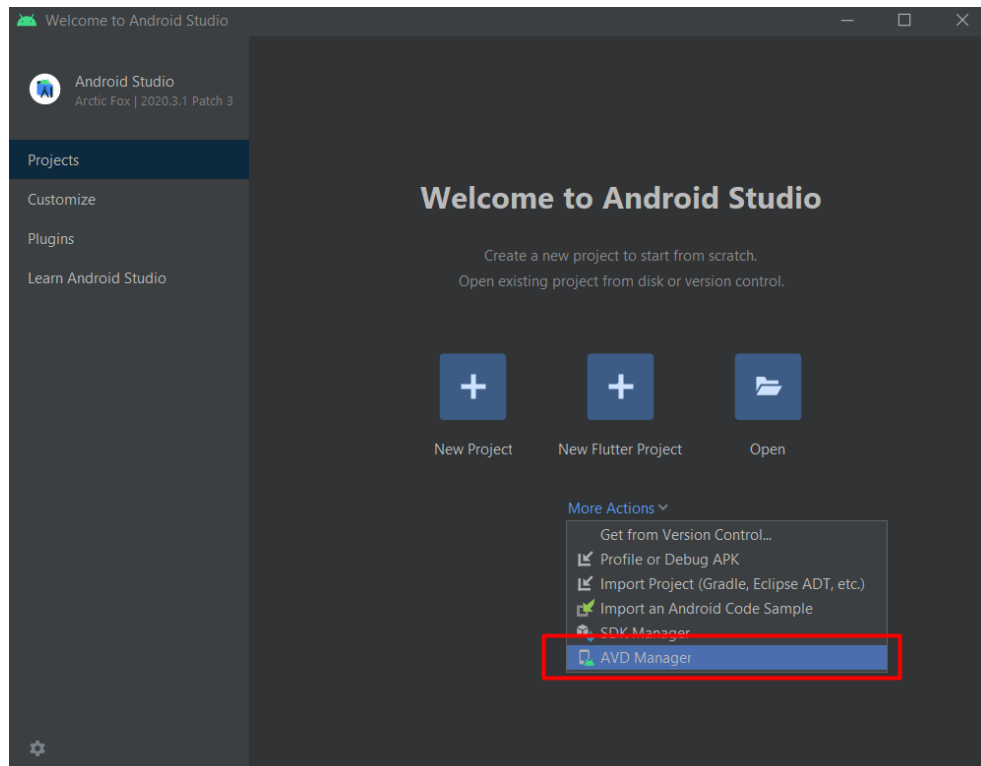 Welcome to Android Studio
Android Studio
Arctic Fox | 2020.3.1 Patch 3
Projects
Customize
Plugins
Learn Android Studio
Welcome to Android Studio
Create a new project to start from scratch.
Open existing project from disk or version control.
New Project
New Flutter Project
Open
More Actions
Get from Version Control...
Profile or Debug APK
Import Project (Gradle, Eclipse ADT, etc.)
Import an Android Code Sample
SDK Manager
AVD Manager